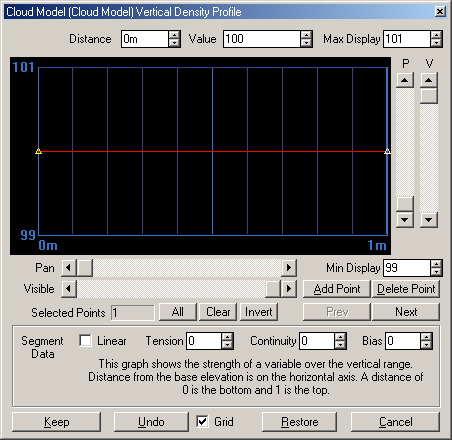 Cloud Model (Cloud Model) Vertical Density Profile
Distance 0m Value 100 Max Display 101
P V
101
99
0m 1m
Pan Min Display 99
Visible Add Point Delete Point
Selected Points 1 All Clear Invert Prev Next
Segment Data Linear Tension 0 Continuity 0 Bias 0
This graph shows the strength of a variable over the vertical range.
Distance from the base elevation is on the horizontal axis. A distance of
0 is the bottom and 1 is the top.
Keep Undo Grid Restore Cancel